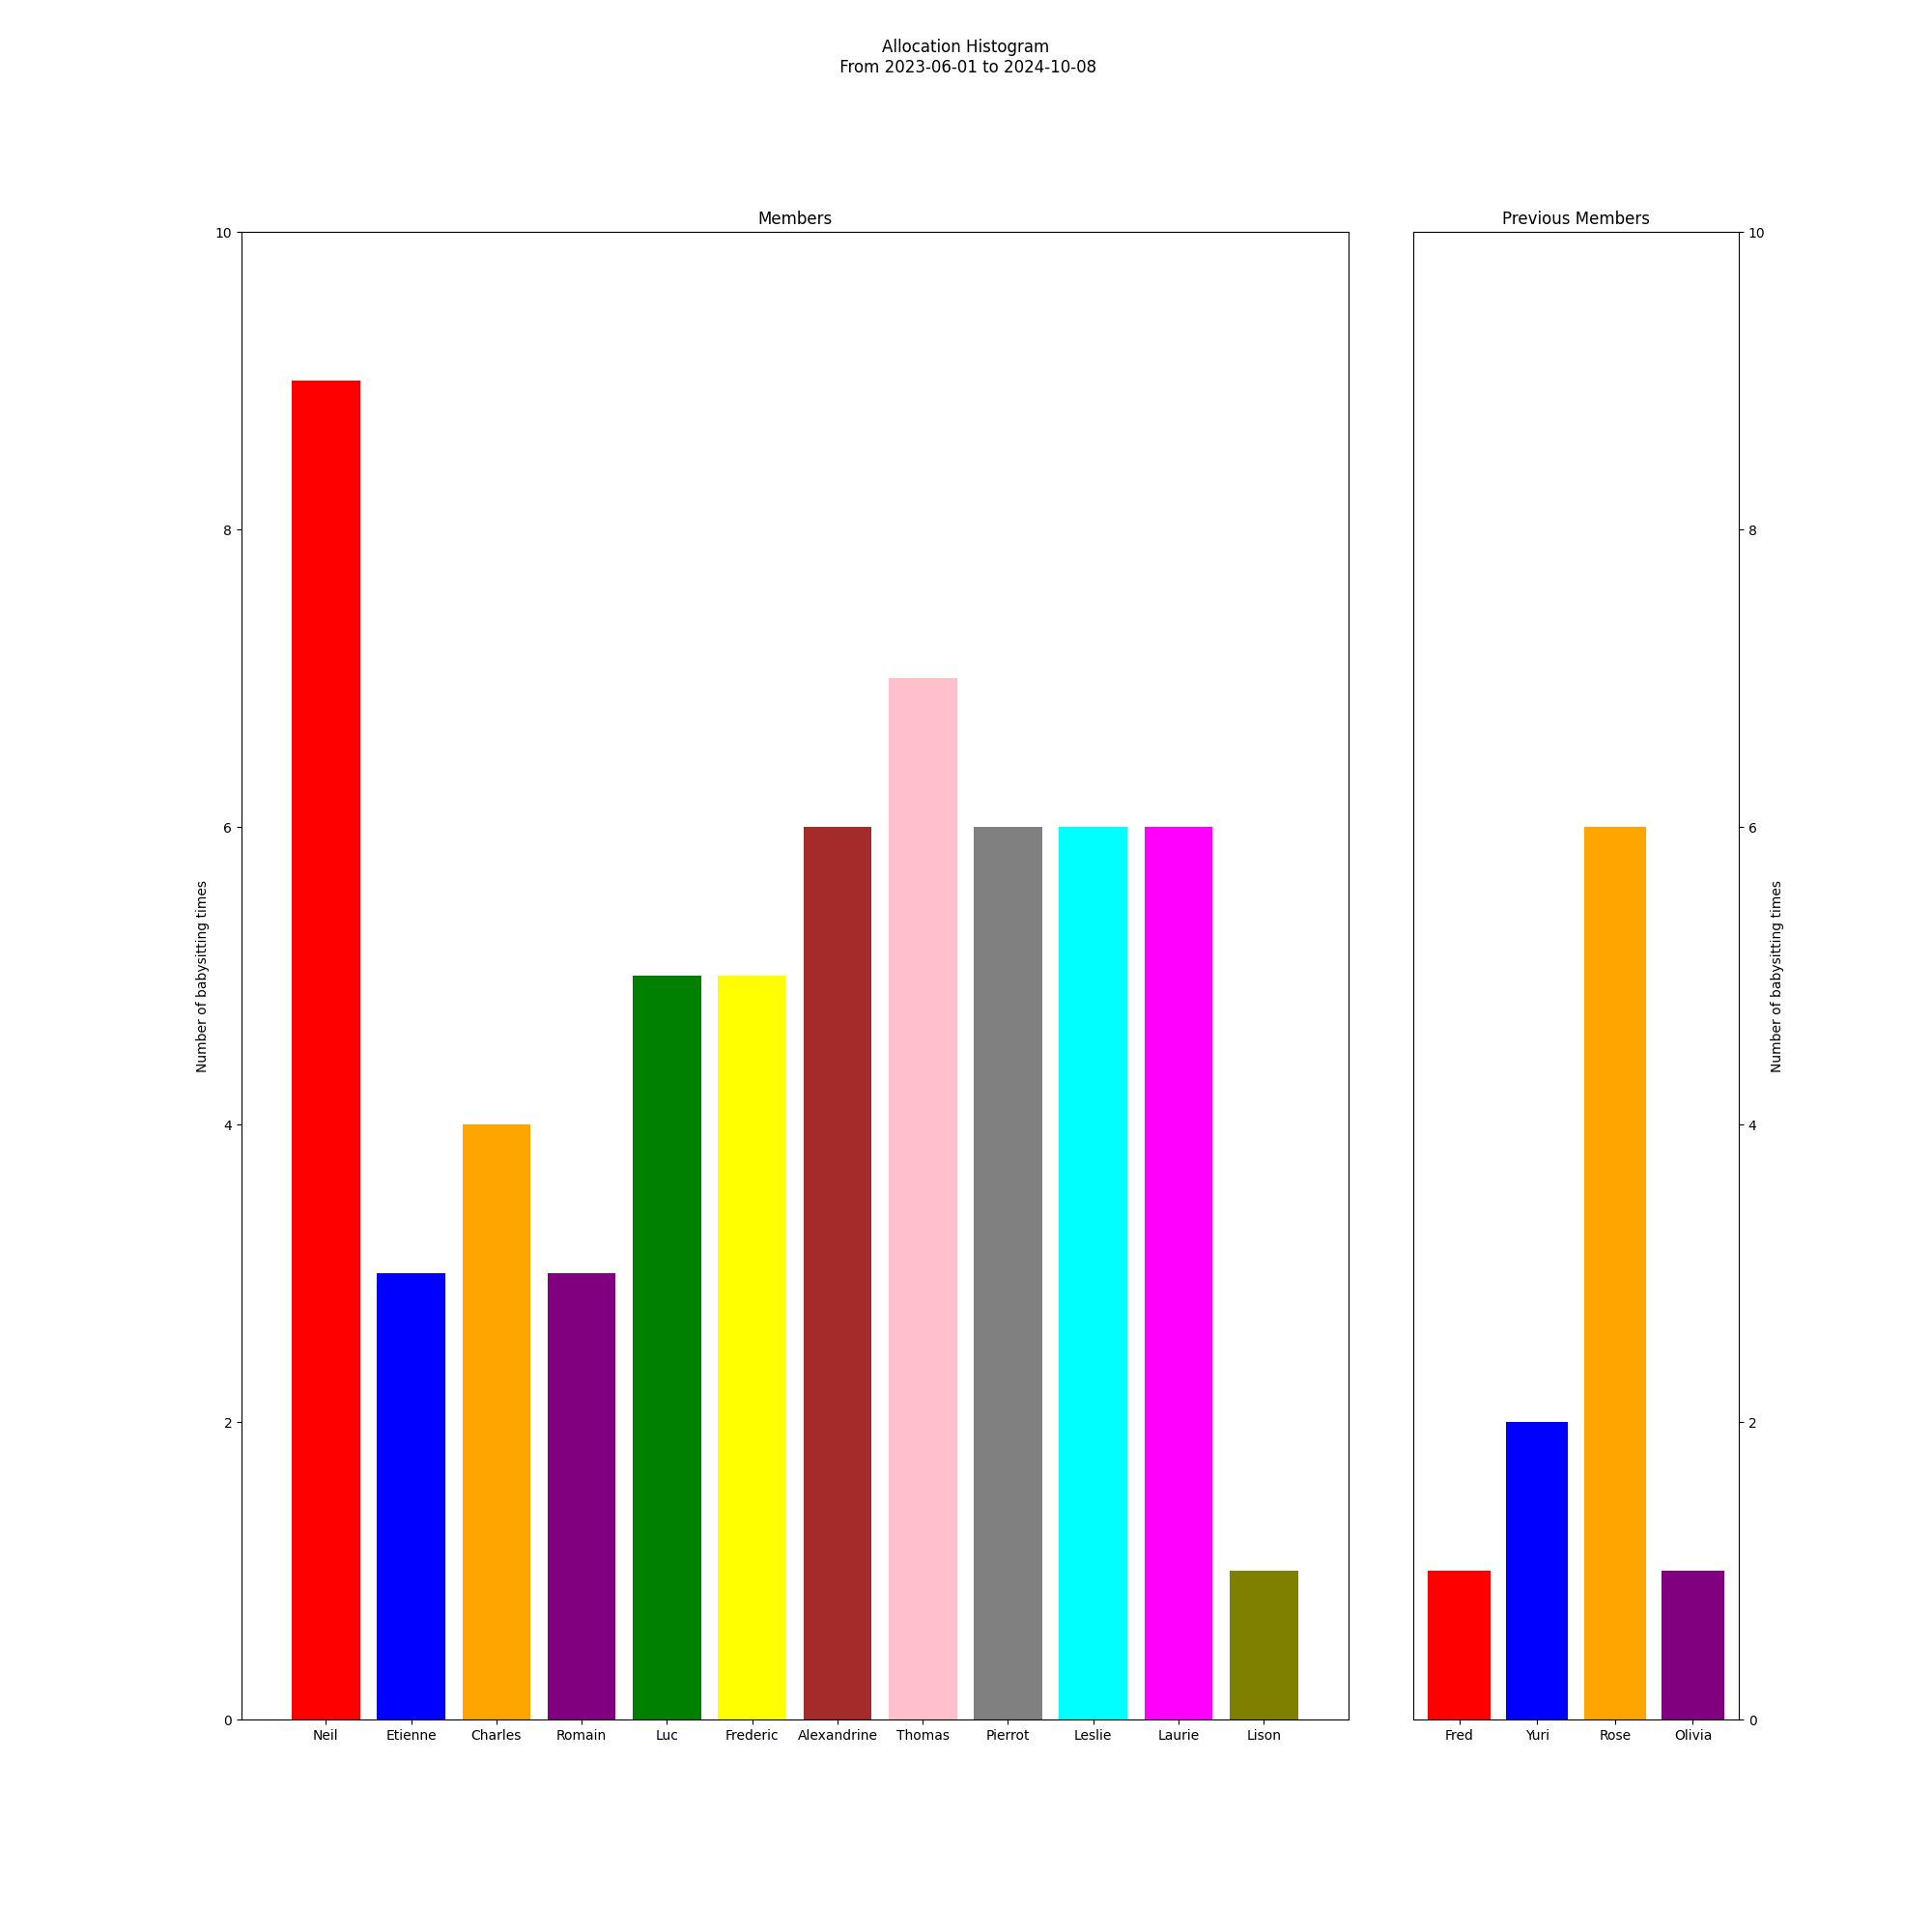 Allocation Histogram
From 2023-06-01 to 2024-10-08
Members
10
8
6
4
2
0
Number of babysitting times
Neil
Etienne
Charles
Romain
Luc
Frederic
Alexandrine
Thomas
Pierrot
Leslie
Laurie
Lison
Previous Members
10
8
6
4
2
0
Number of babysitting times
Fred
Yuri
Rose
Olivia